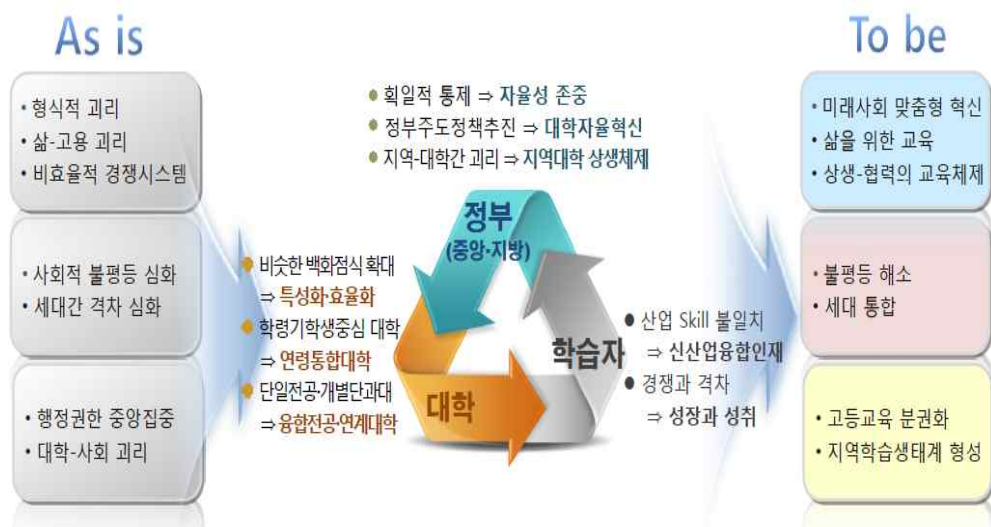 As is
• 형식적 괴리
• 삶-고용 괴리
• 비효율적 경쟁시스템
• 사회적 불평등 심화
• 세대간 격차 심화
• 행정권한 중앙집중
• 대학-사회 괴리
● 획일적 통제 ⇒ 자율성 존중
● 정부주도정책추진 ⇒ 대학자율혁신
● 지역-대학간 괴리 ⇒ 지역대학 상생체제
정부
(중앙·지방)
● 비슷한 백화점식 확대
⇒ 특성화·효율화
● 학령기학생중심 대학
⇒ 연령통합대학
● 단일전공·개별단과대
⇒ 융합전공·연계대학
대학
학습자
● 산업 Skill 불일치
⇒ 신산업융합인재
● 경쟁과 격차
⇒ 성장과 성취
To be
• 미래사회 맞춤형 혁신
• 삶을 위한 교육
• 상생-협력의 교육체제
• 불평등 해소
• 세대 통합
• 고등교육 분권화
• 지역학습생태계 형성